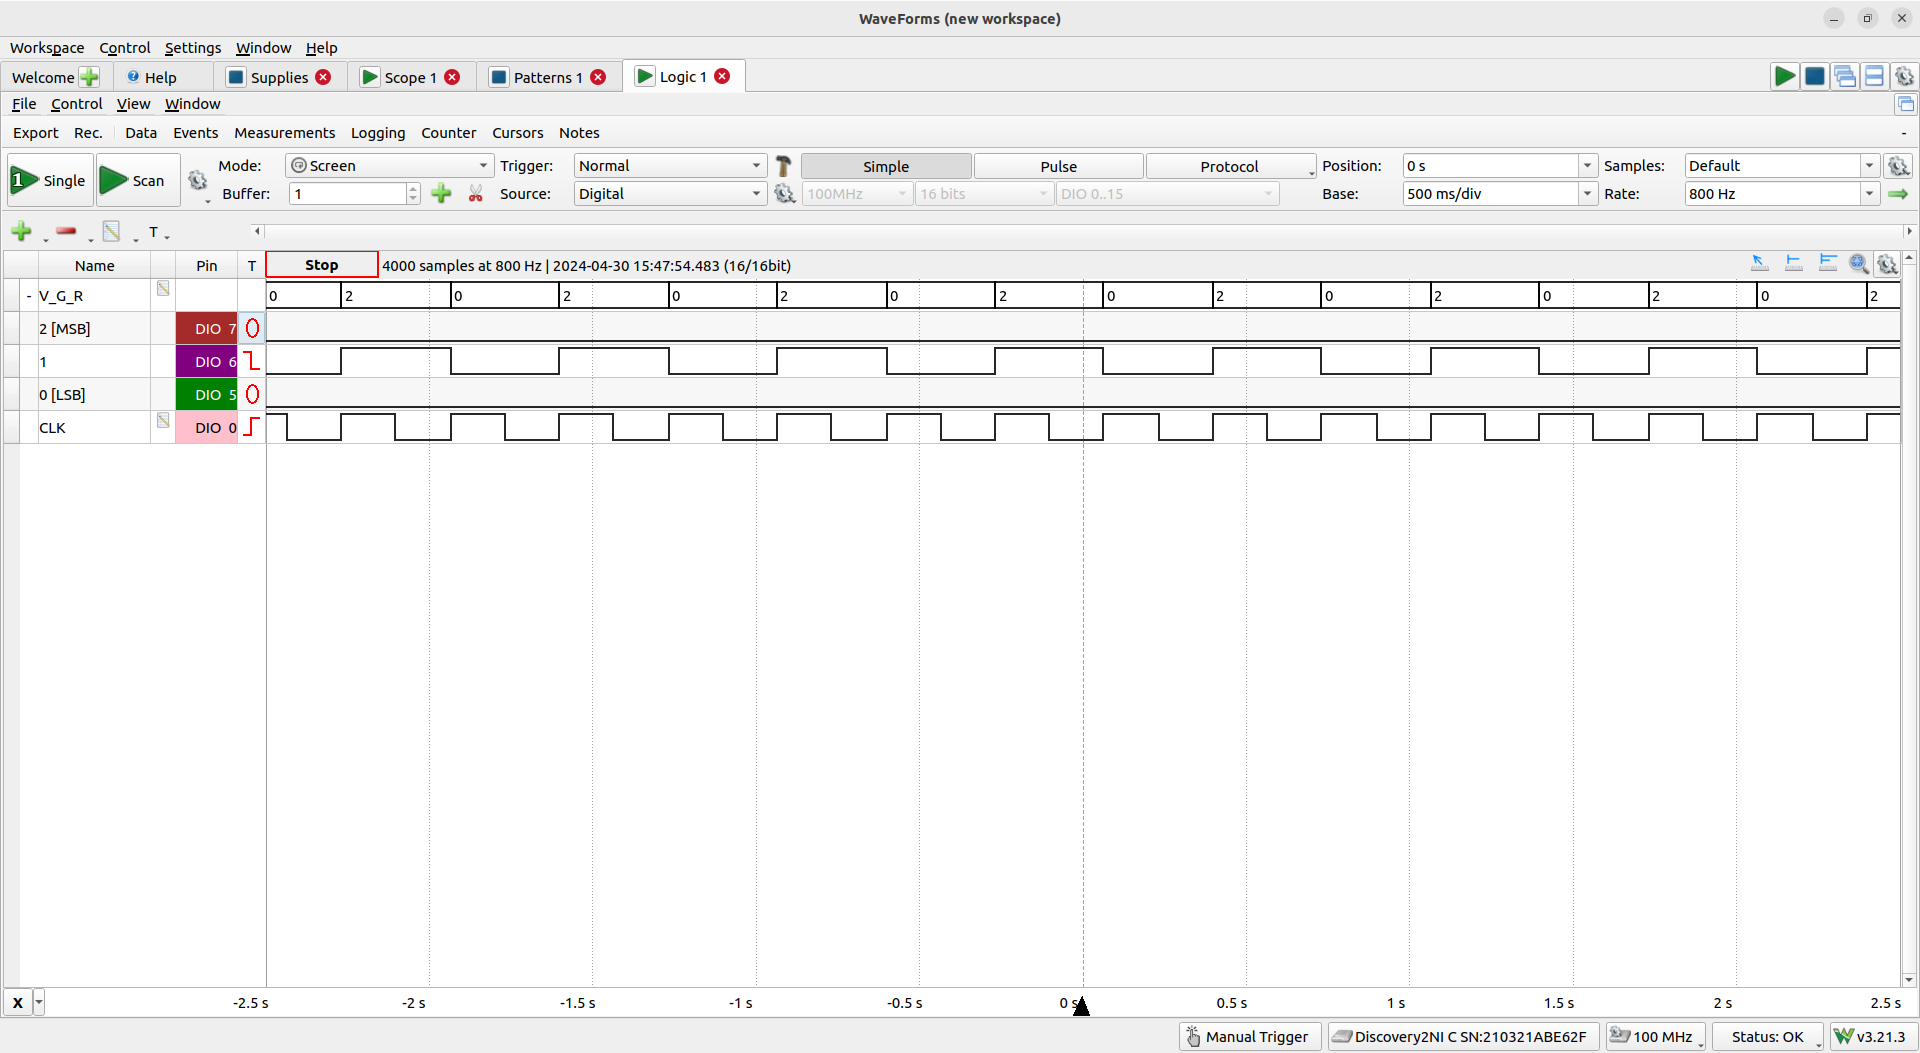 WaveForms (new workspace)
Workspace Control Settings Window Help
Welcome Help Supplies Scope 1 Patterns 1 Logic 1
File Control View Window
Export Rec. Data Events Measurements Logging Counter Cursors Notes -
1 Single Scan Mode: Screen Trigger: Normal Simple Pulse Protocol Position: 0 s Samples: Default
Buffer: 1 Source: Digital 100MHz 16 bits DIO 0..15 Base: 500 ms/div Rate: 800 Hz
T
Name Pin T Stop 4000 samples at 800 Hz | 2024-04-30 15:47:54.483 (16/16bit)
- V_G_R 0 2 0 2 0 2 0 2 0 2 0 2 0 2 0 2
2 [MSB] DIO 7
1 DIO 6
0 [LSB] DIO 5
CLK DIO 0
X -2.5 s -2 s -1.5 s -1 s -0.5 s 0 s 0.5 s 1 s 1.5 s 2 s 2.5 s
Manual Trigger Discovery2NI C SN:210321ABE62F 100 MHz Status: OK v3.21.3